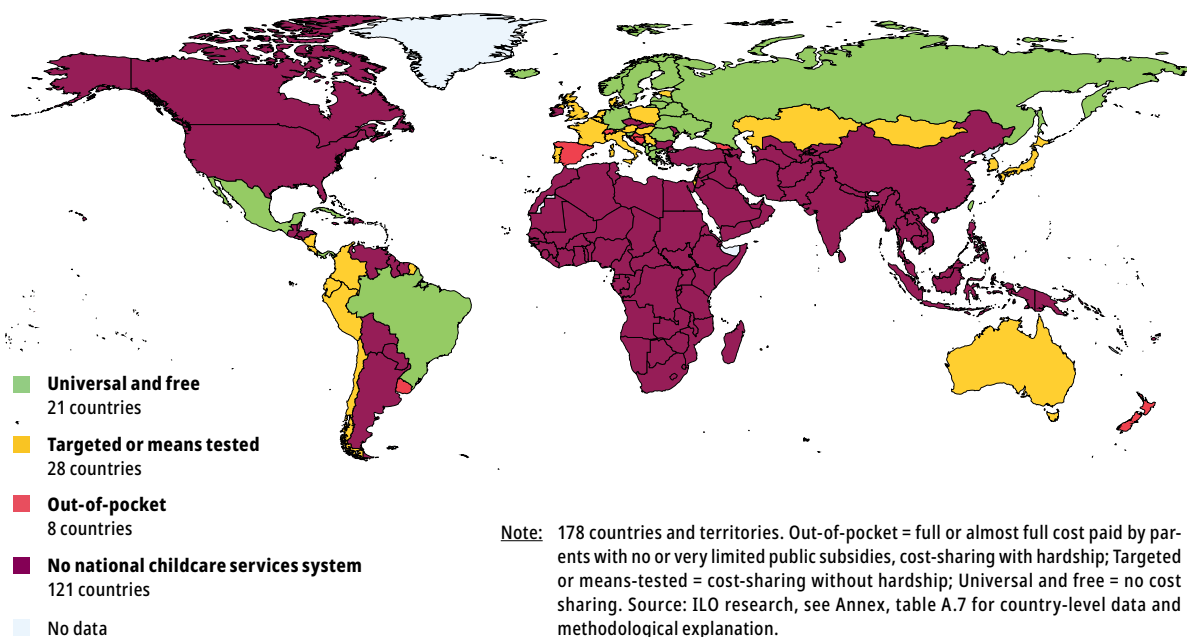 Universal and free
21 countries
Targeted or means tested
28 countries
Out-of-pocket
8 countries
No national childcare services system
121 countries
No data
Note: 178 countries and territories. Out-of-pocket = full or almost full cost paid by par-
ents with no or very limited public subsidies, cost-sharing with hardship; Targeted
or means-tested = cost-sharing without hardship; Universal and free = no cost
sharing. Source: ILO research, see Annex, table A.7 for country-level data and
methodological explanation.